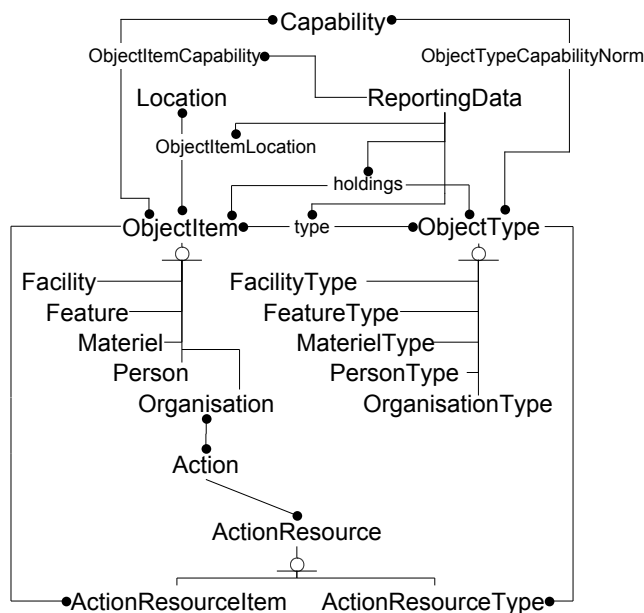 Capability
ObjectItemCapability
ObjectTypeCapabilityNorm
Location
ReportingData
ObjectItemLocation
holdings
ObjectItem
type
ObjectType
Facility
FacilityType
Feature
FeatureType
Materiel
MaterielType
Person
PersonType
Organisation
OrganisationType
Action
ActionResource
ActionResourceItem
ActionResourceType